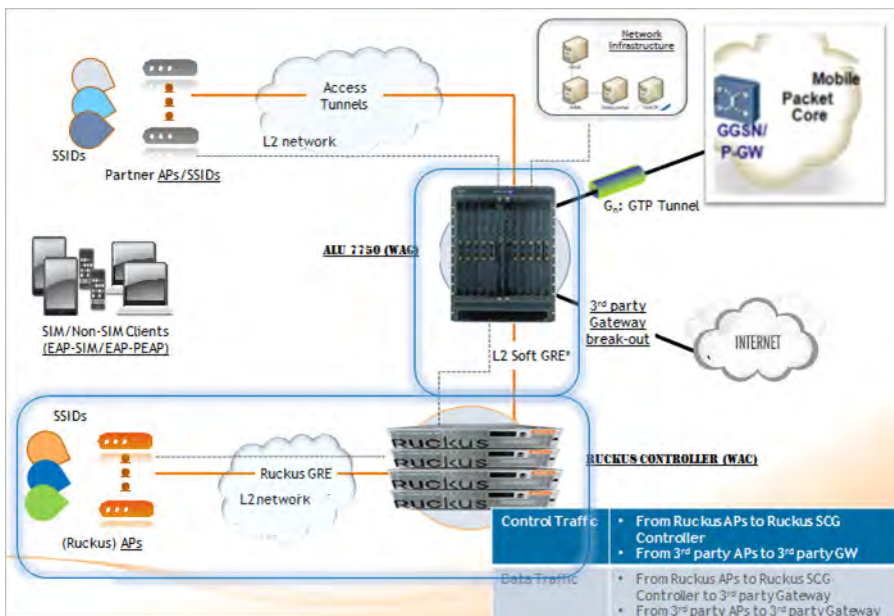 Network
Infrastructure
Mobile
Packet
Core
GGSN/
P-GW
Access
Tunnels
L2 network
SSIDs
Partner APs/SSIDs
Gn: GTP Tunnel
ALU 7750 (WAG)
SIM/Non-SIM Clients
(EAP-SIM/EAP-PEAP)
3rd party
Gateway
break-out
INTERNET
L2 Soft GRE*
SSIDs
Ruckus GRE
L2 network
(Ruckus) APs
RUCKUS
RUCKUS
RUCKUS
RUCKUS
RUCKUS CONTROLLER (WAC)
Control Traffic
• From Ruckus APs to Ruckus SCG
Controller
• From 3rd party APs to 3rd party GW
Data Traffic
• From Ruckus APs to Ruckus SCG
Controller to 3rd party Gateway
• From 3rd party APs to 3rd party Gateway